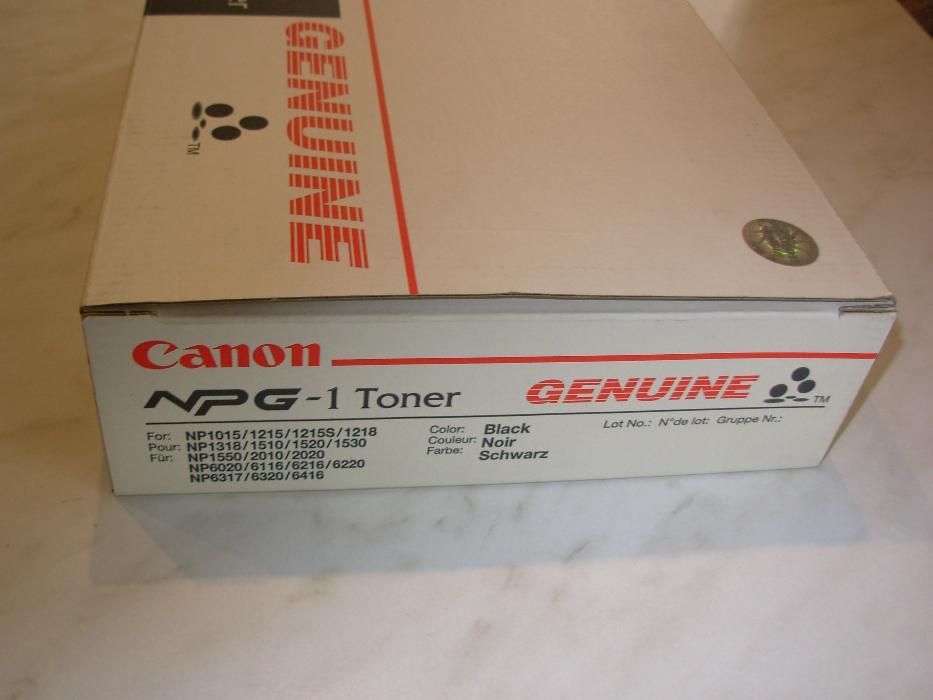 GENUINE
TM
Canon
NPG-1 Toner
GENUINE
TM
For: NP1015/1215/1215S/1218
Pour: NP1318/1510/1520/1530
Für: NP1550/2010/2020
NP6020/6116/6216/6220
NP6317/6320/6416
Color: Black
Couleur: Noir
Farbe: Schwarz
Lot No.: N°de lot: Gruppe Nr.: